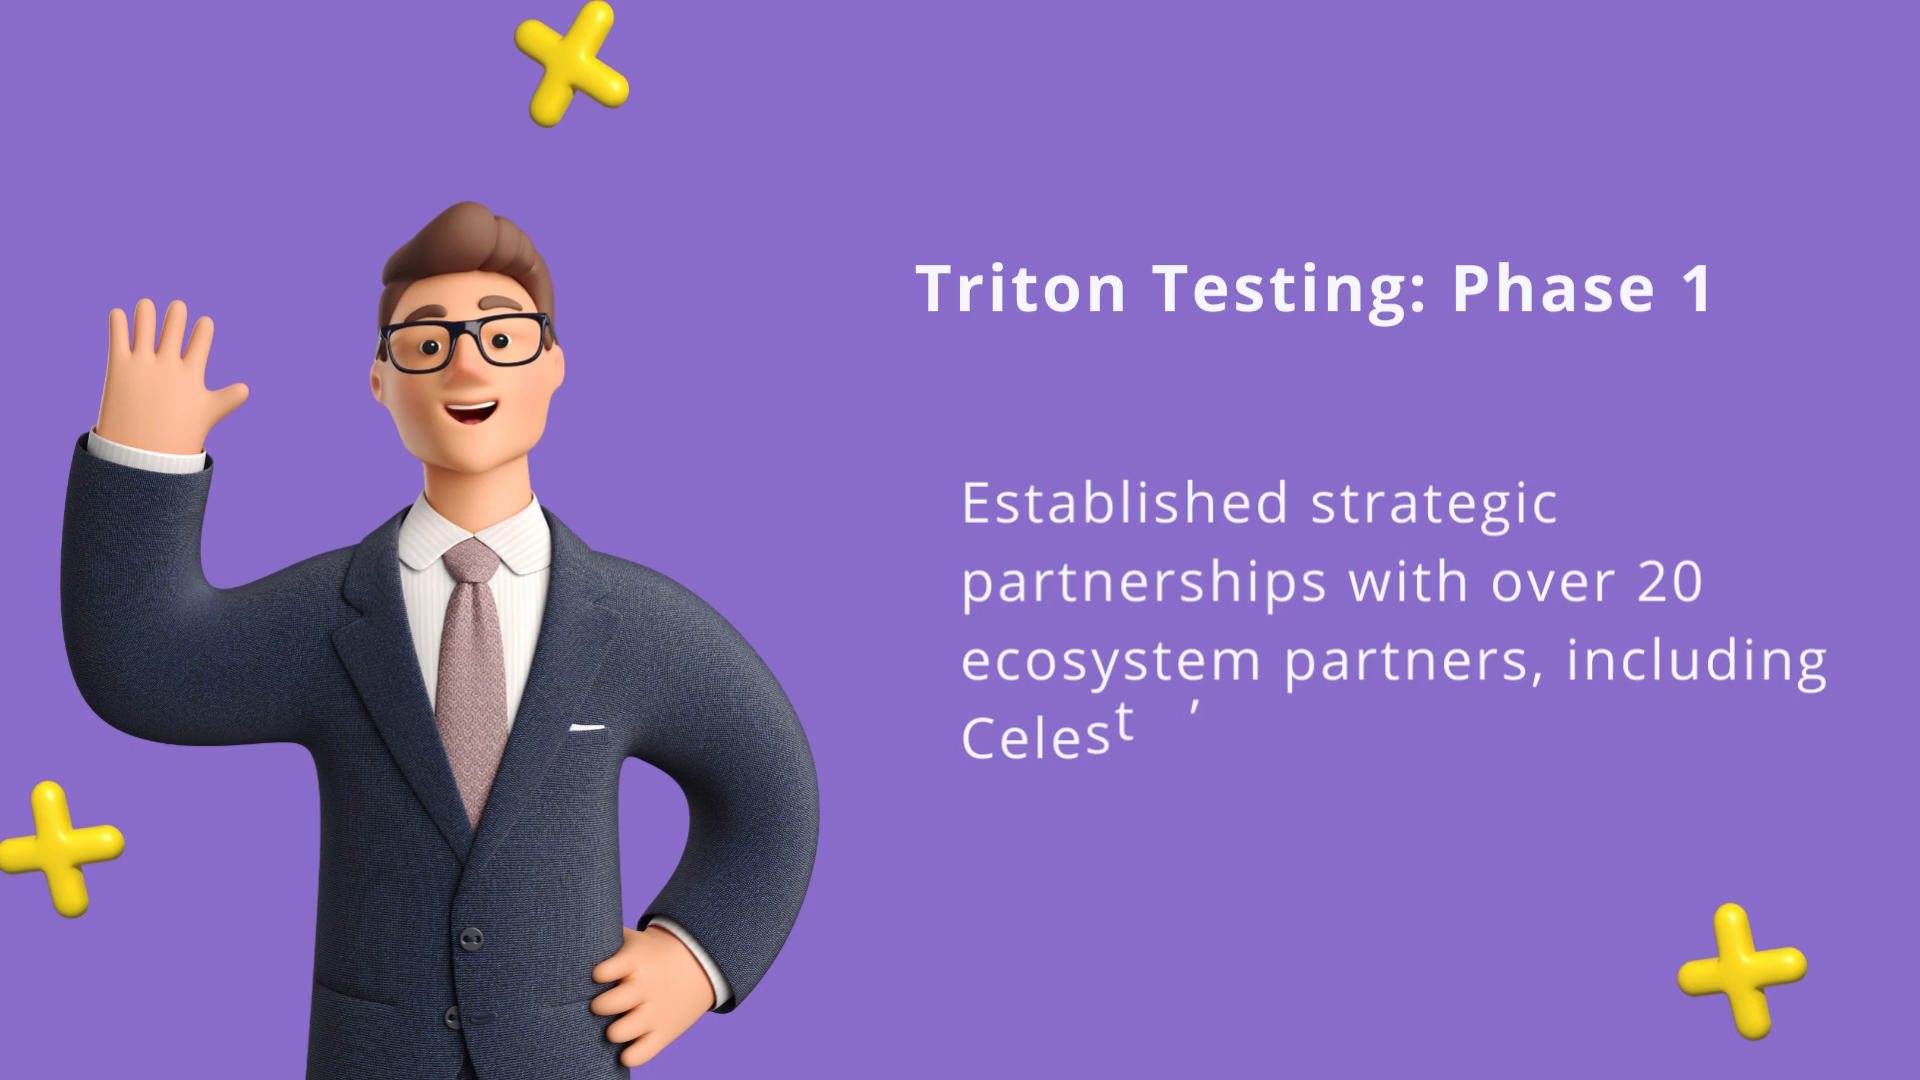 Triton Testing: Phase 1
Established strategic
partnerships with over 20
ecosystem partners, including
Celest